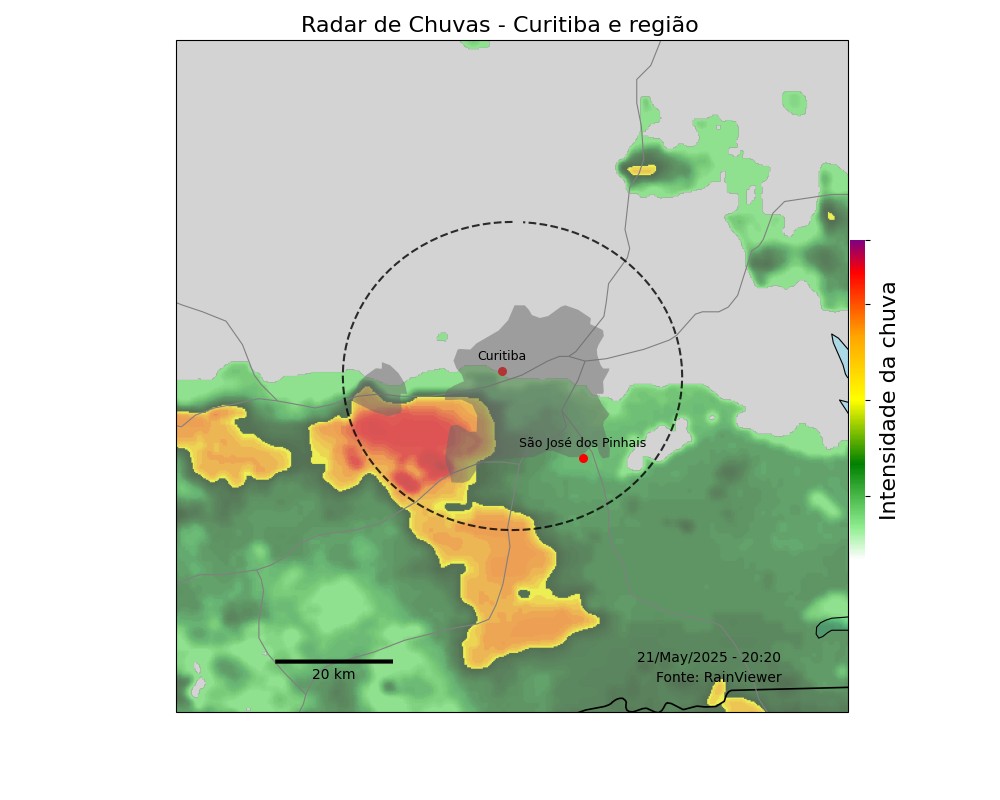 Radar de Chuvas - Curitiba e região
Curitiba
São José dos Pinhais
Intensidade da chuva
21/May/2025 - 20:20
Fonte: RainViewer
20 km